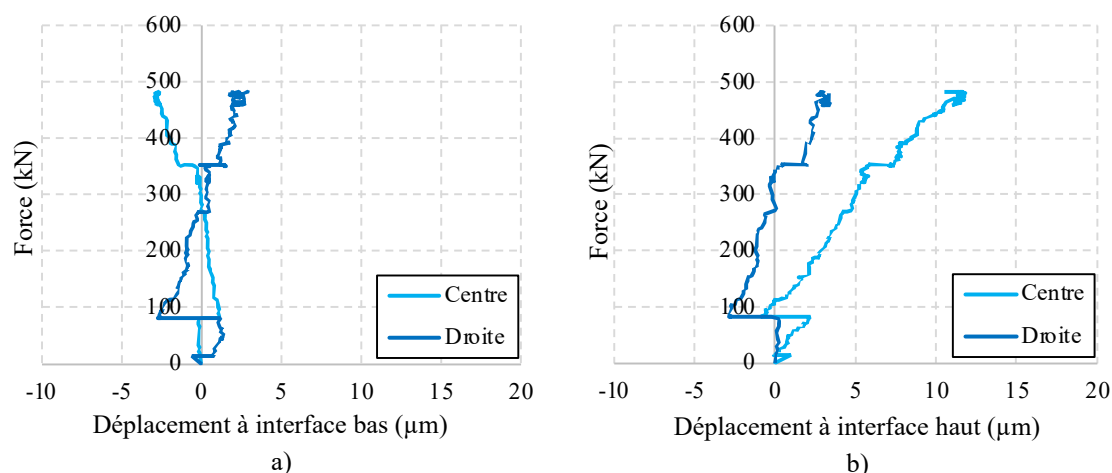 600
500
400
300
200
100
0
Force (kN)
-10
-5
0
5
10
15
20
Centre
Droite
Déplacement à interface bas (µm)
a)
600
500
400
300
200
100
0
Force (kN)
-10
-5
0
5
10
15
20
Centre
Droite
Déplacement à interface haut (µm)
b)